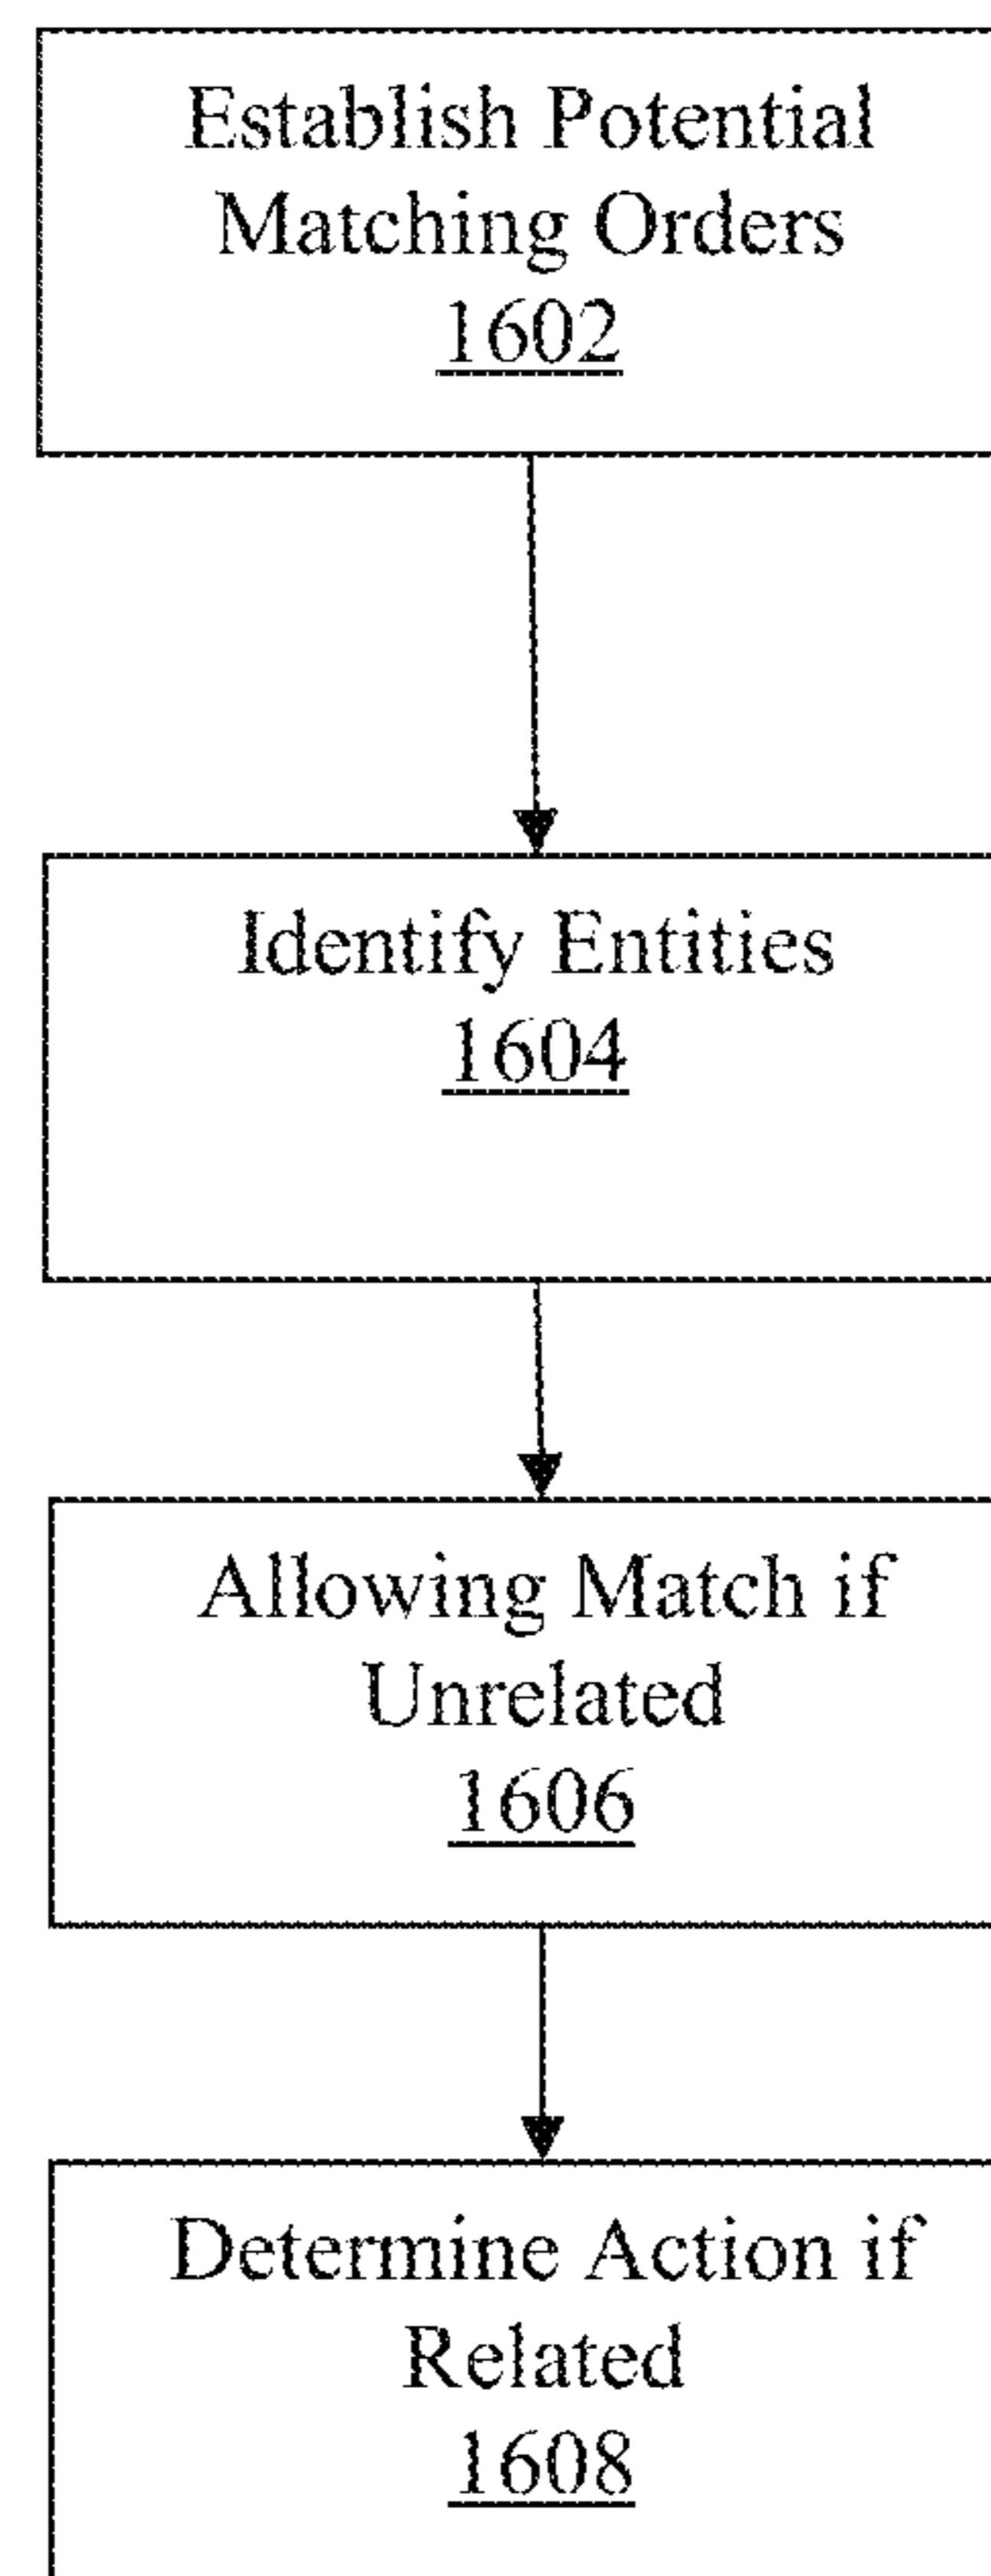 Establish Potential
Matching Orders
1602
Identify Entities
1604
Allowing Match if
Unrelated
1606
Determine Action if
Related
1608